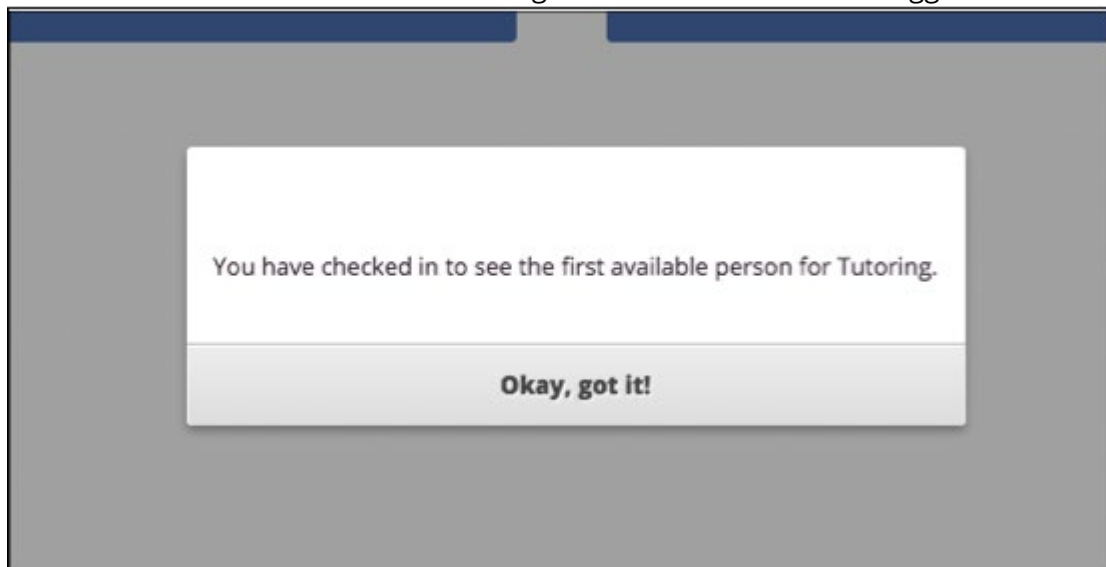 You have checked in to see the first available person for Tutoring.
Okay, got it!